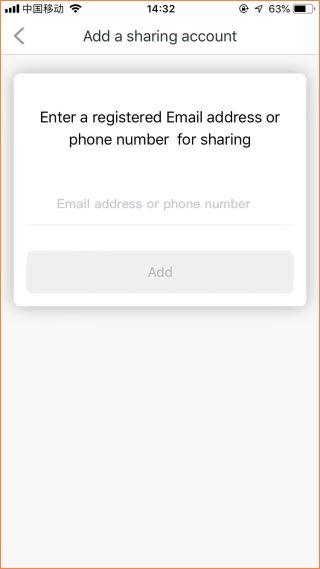 中国移动 14:32 63%
Add a sharing account
Enter a registered Email address or
phone number for sharing
Email address or phone number
Add